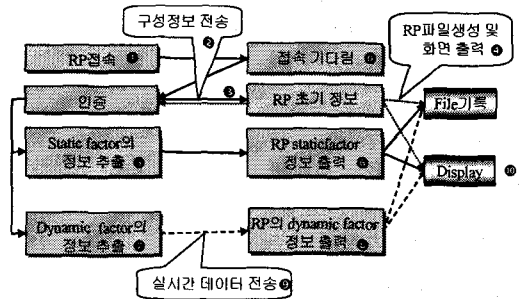 구성정보 전송
❷
RP파일생성 및
화면 출력 ❹
RP접속 ❶
접속 기다림
인증
❸
RP 초기 정보
File기록
Static factor의
정보 추출
RP staticfactor
정보 출력
Display ❿
Dynamic factor의
정보 추출
RP의 dynamic factor
정보 출력
실시간 데이터 전송